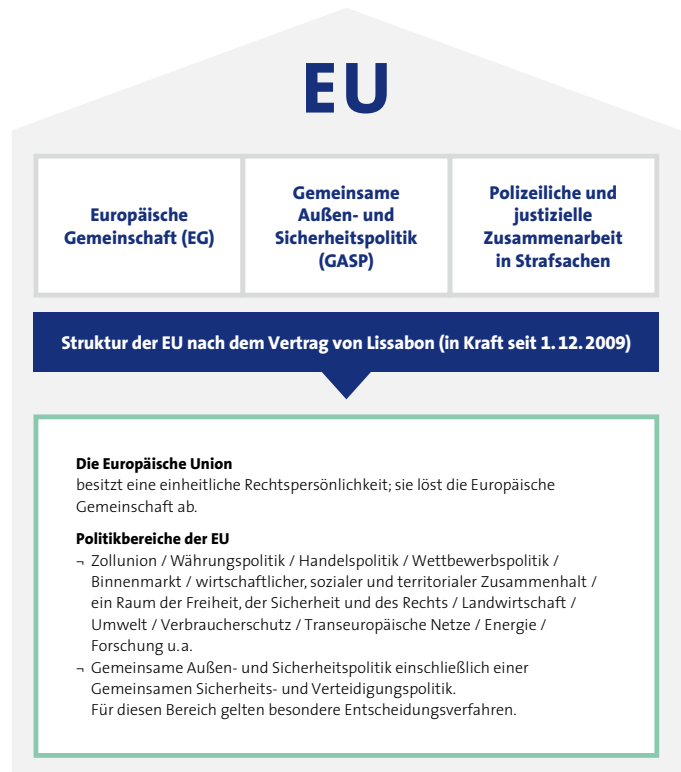 EU
Europäische
Gemeinschaft (EG)
Gemeinsame
Außen- und
Sicherheitspolitik
(GASP)
Polizeiliche und
justizielle
Zusammenarbeit
in Strafsachen
Struktur der EU nach dem Vertrag von Lissabon (in Kraft seit 1. 12. 2009)
Die Europäische Union
besitzt eine einheitliche Rechtspersönlichkeit; sie löst die Europäische
Gemeinschaft ab.
Politikbereiche der EU
¬ Zollunion / Währungspolitik / Handelspolitik / Wettbewerbspolitik /
Binnenmarkt / wirtschaftlicher, sozialer und territorialer Zusammenhalt /
ein Raum der Freiheit, der Sicherheit und des Rechts / Landwirtschaft /
Umwelt / Verbraucherschutz / Transeuropäische Netze / Energie /
Forschung u. a.
¬ Gemeinsame Außen- und Sicherheitspolitik einschließlich einer
Gemeinsamen Sicherheits- und Verteidigungspolitik.
Für diesen Bereich gelten besondere Entscheidungsverfahren.